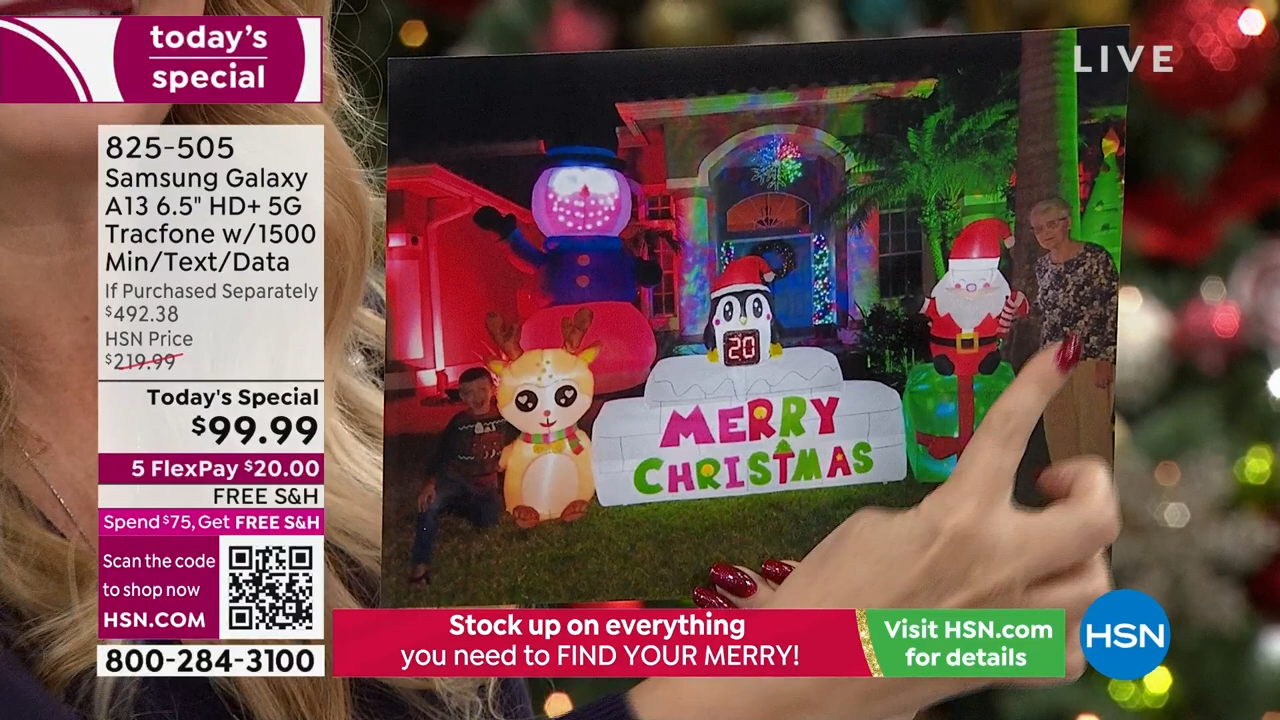 today's
special
LIVE
825-505
Samsung Galaxy
A13 6.5" HD+ 5G
Tracfone w/1500
Min/Text/Data
If Purchased Separately
$492.38
HSN Price
$219.99
Today's Special
$99.99
5 FlexPay $20.00
FREE S&H
Spend $75, Get FREE S&H
Scan the code
to shop now
HSN.COM
800-284-3100
20
MERRY
CHRISTMAS
Stock up on everything
you need to FIND YOUR MERRY!
Visit HSN.com
for details
HSN